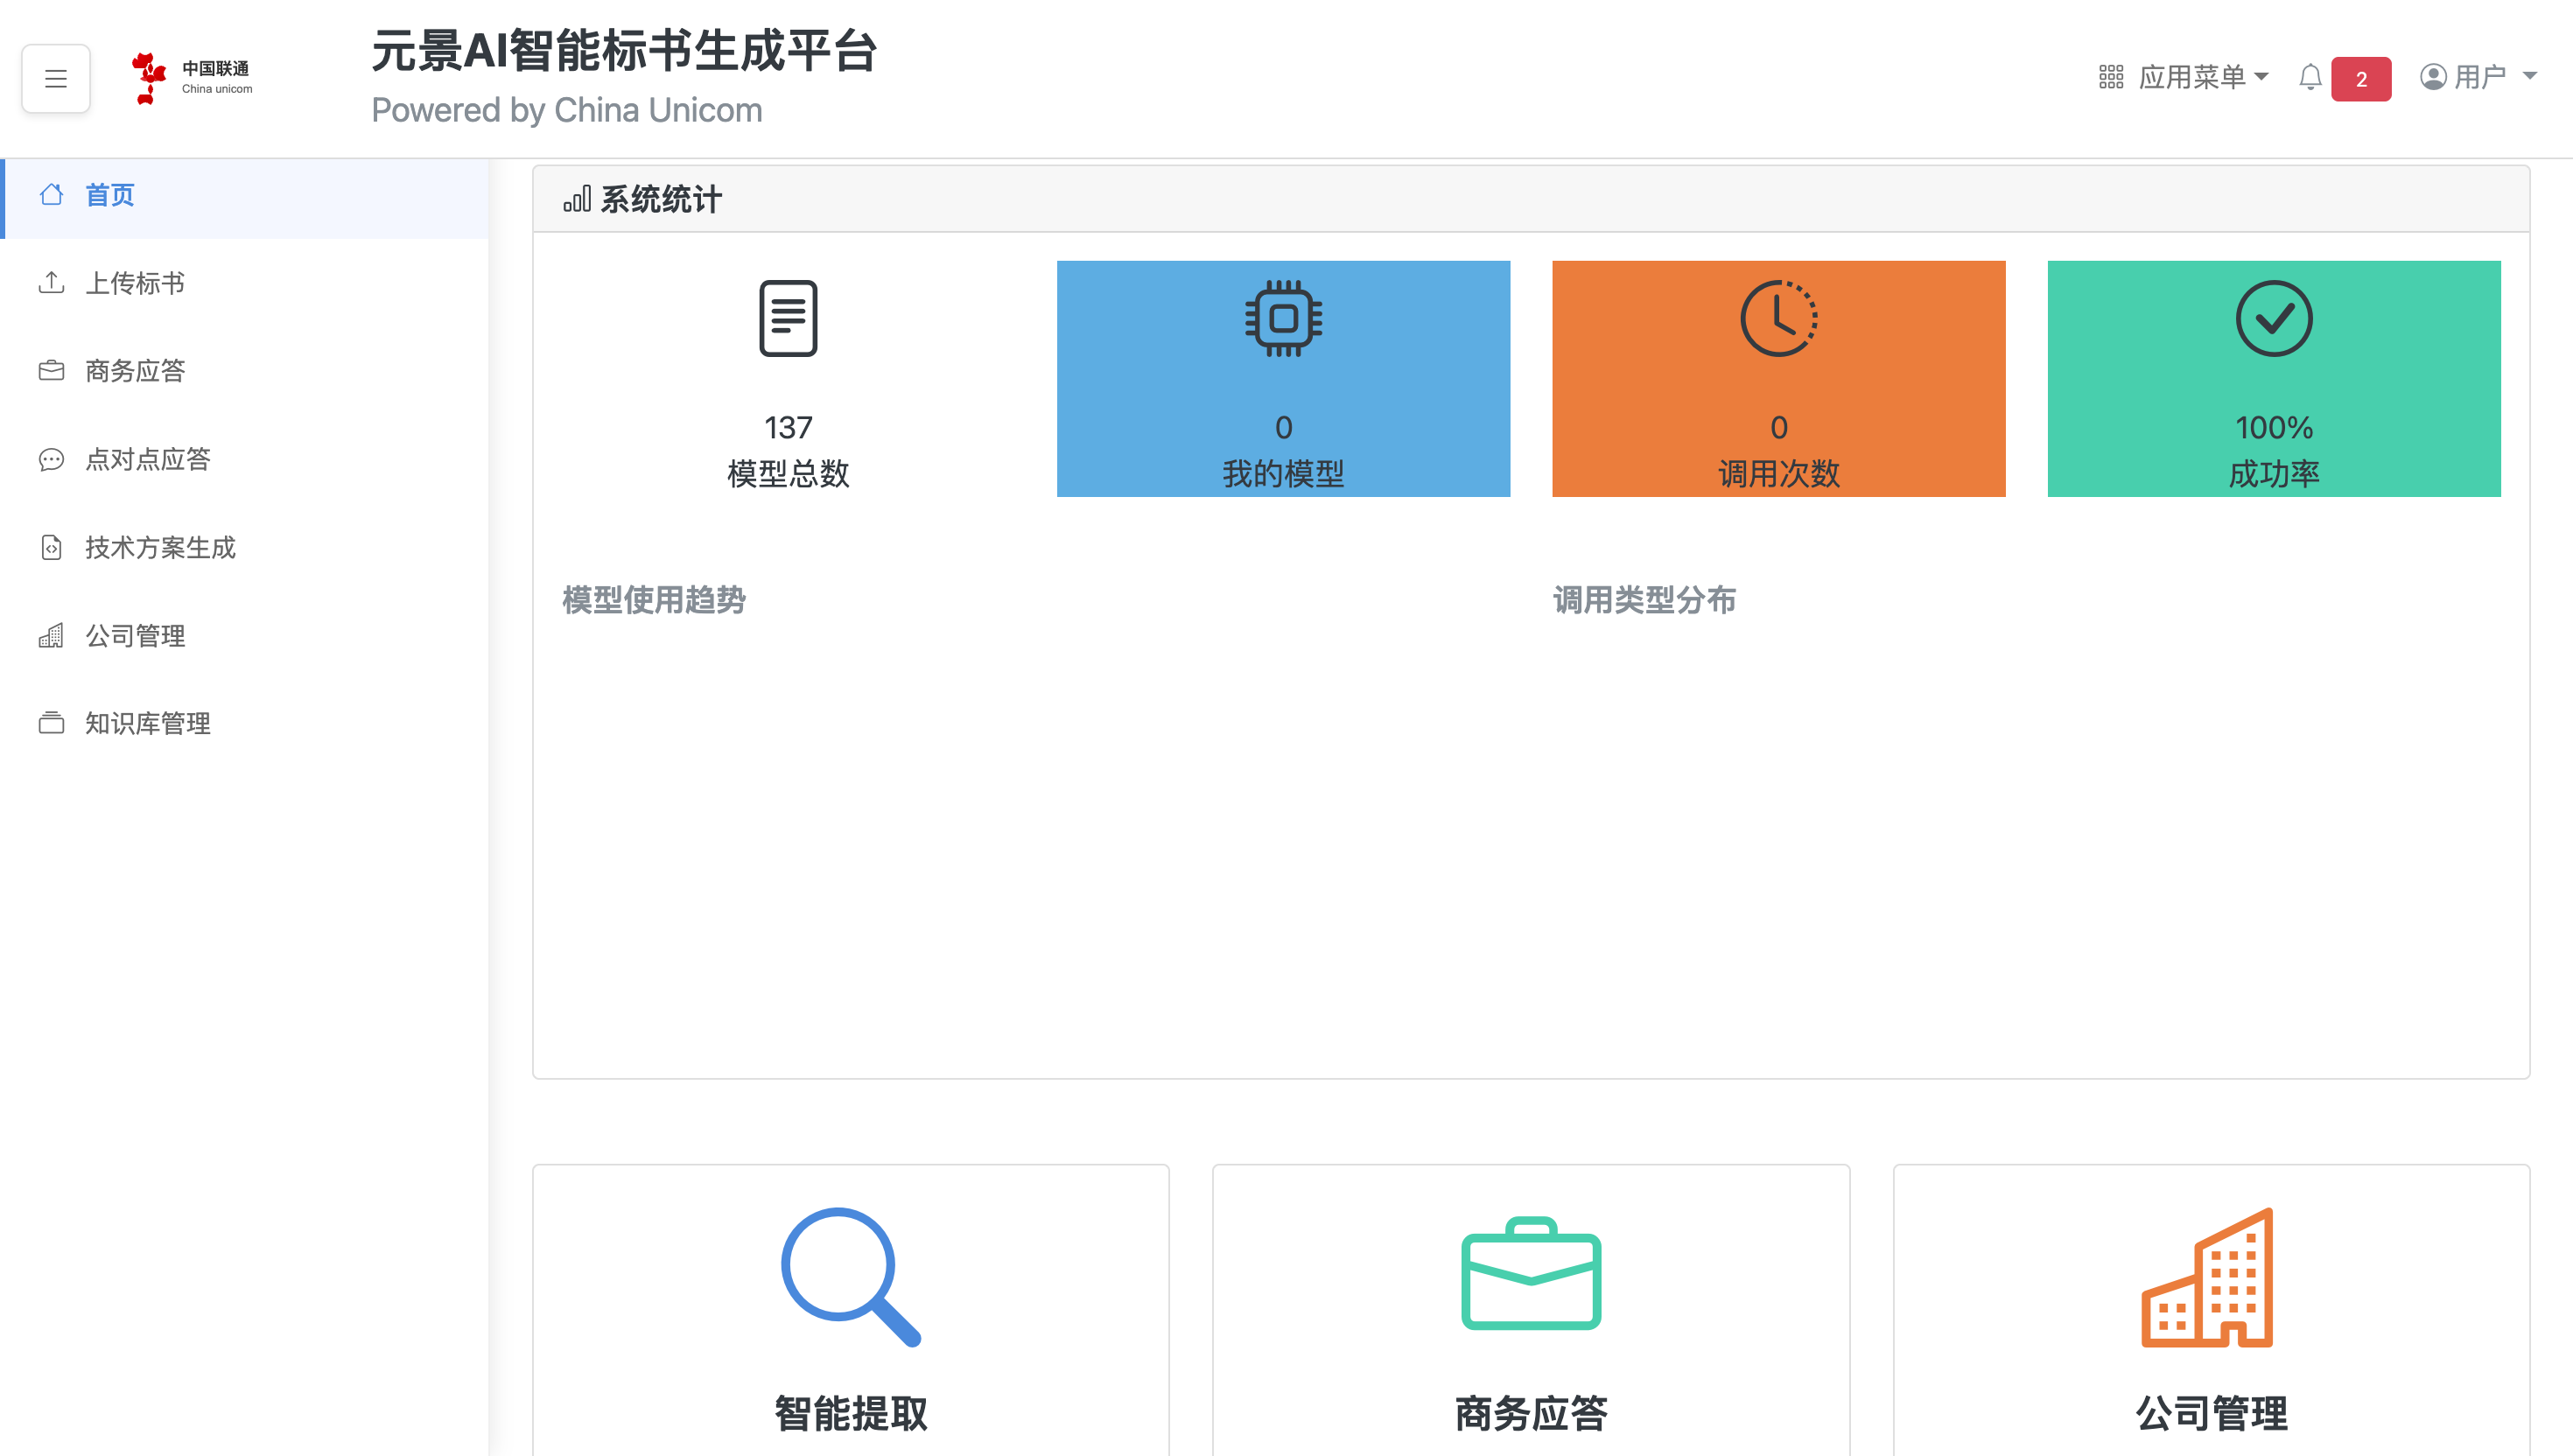 中国联通
China unicom
元景AI智能标书生成平台
Powered by China Unicom
应用菜单
2
用户
首页
上传标书
商务应答
点对点应答
技术方案生成
公司管理
知识库管理
系统统计
137
模型总数
0
我的模型
0
调用次数
100%
成功率
模型使用趋势
调用类型分布
智能提取
商务应答
公司管理